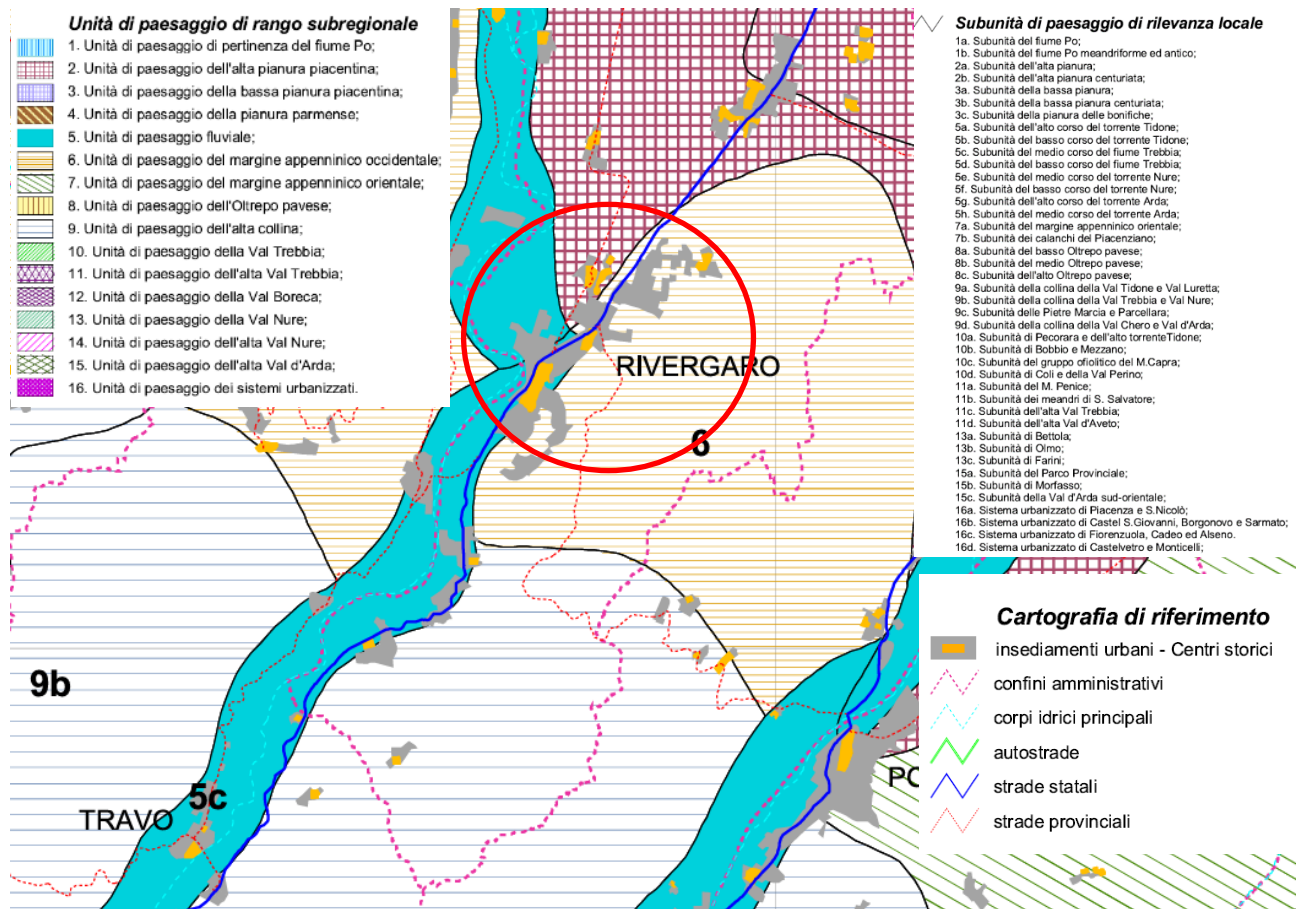 Unità di paesaggio di rango subregionale
1. Unità di paesaggio di pertinenza del fiume Po;
2. Unità di paesaggio dell'alta pianura piacentina;
3. Unità di paesaggio della bassa pianura piacentina;
4. Unità di paesaggio della pianura parmense;
5. Unità di paesaggio fluviale;
6. Unità di paesaggio del margine appenninico occidentale;
7. Unità di paesaggio del margine appenninico orientale;
8. Unità di paesaggio dell'Oltrepo pavese;
9. Unità di paesaggio dell'alta collina;
10. Unità di paesaggio della Val Trebbia;
11. Unità di paesaggio dell'alta Val Trebbia;
12. Unità di paesaggio della Val Boreca;
13. Unità di paesaggio della Val Nure;
14. Unità di paesaggio dell'alta Val Nure;
15. Unità di paesaggio dell'alta Val d'Arda;
16. Unità di paesaggio dei sistemi urbanizzati.
Subunità di paesaggio di rilevanza locale
1a. Subunità del fiume Po;
1b. Subunità del fiume Po meandriforme ed antico;
2a. Subunità dell'alta pianura;
2b. Subunità dell'alta pianura centuriata;
3a. Subunità della bassa pianura;
3b. Subunità della bassa pianura centuriata;
3c. Subunità della pianura delle bonifiche;
5a. Subunità dell'alto corso del torrente Tidone;
5b. Subunità del basso corso del torrente Tidone;
5c. Subunità del medio corso del fiume Trebbia;
5d. Subunità del basso corso del fiume Trebbia;
5e. Subunità del medio corso del torrente Nure;
5f. Subunità del basso corso del torrente Nure;
5g. Subunità dell'alto corso del torrente Arda;
5h. Subunità del medio corso del torrente Arda;
7a. Subunità del margine appenninico orientale;
7b. Subunità dei calanchi del Piacenziano;
8a. Subunità del basso Oltrepo pavese;
8b. Subunità del medio Oltrepo pavese;
8c. Subunità dell'alto Oltrepo pavese;
9a. Subunità della collina della Val Tidone e Val Luretta;
9b. Subunità della collina della Val Trebbia e Val Nure;
9c. Subunità delle Pietre Marcia e Parcellara;
9d. Subunità della collina della Val Chero e Val d'Arda;
10a. Subunità di Pecorara e dell'alto torrenteTidone;
10b. Subunità di Bobbio e Mezzano;
10c. Subunità del gruppo ofiolitico del M.Capra;
10d. Subunità di Coli e della Val Perino;
11a. Subunità del M. Penice;
11b. Subunità dei meandri di S. Salvatore;
11c. Subunità dell'alta Val Trebbia;
11d. Subunità dell'alta Val d'Aveto;
13a. Subunità di Bettola;
13b. Subunità di Olmo;
13c. Subunità di Farini;
15a. Subunità del Parco Provinciale;
15b. Subunità di Morfasso;
15c. Subunità della Val d'Arda sud-orientale;
16a. Sistema urbanizzato di Piacenza e S.Nicolò;
16b. Sistema urbanizzato di Castel S.Giovanni, Borgonovo e Sarmato;
16c. Sistema urbanizzato di Fiorenzuola, Cadeo ed Alseno.
16d. Sistema urbanizzato di Castelvetro e Monticelli;
RIVERGARO
6
9b
5c
TRAVO
PO
Cartografia di riferimento
insediamenti urbani - Centri storici
confini amministrativi
corpi idrici principali
autostrade
strade statali
strade provinciali